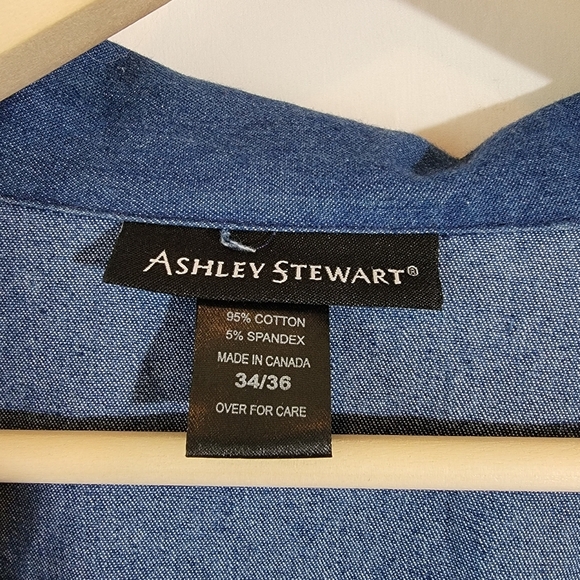 ASHLEY STEWART®
95% COTTON
5% SPANDEX
MADE IN CANADA
34/36
OVER FOR CARE